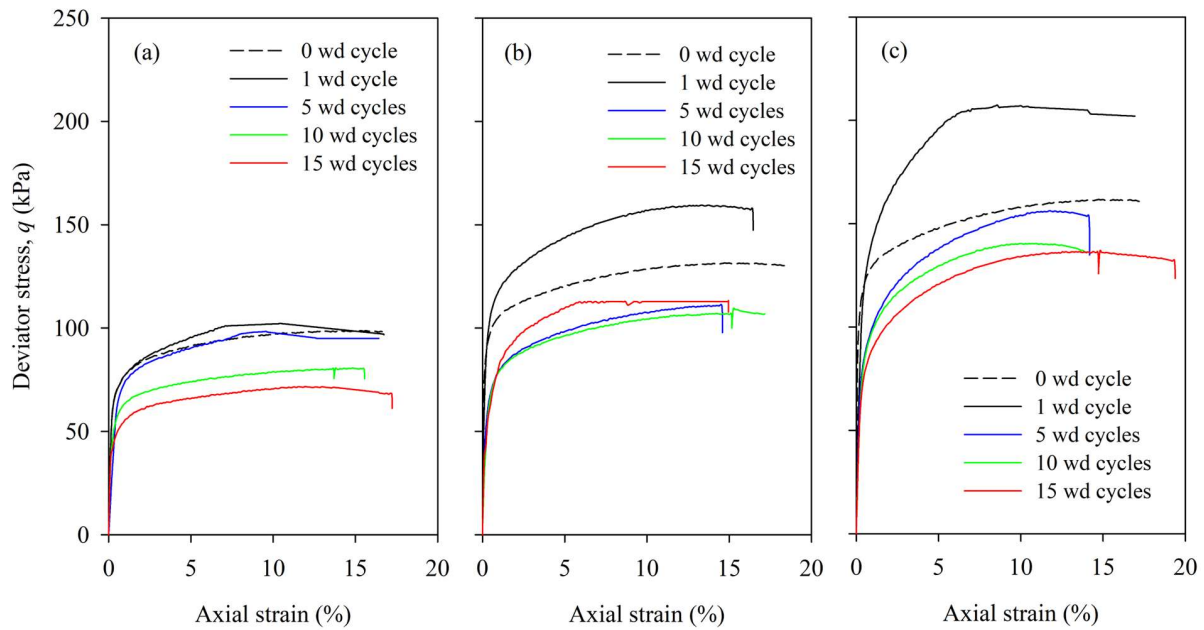 250
200
150
100
50
0
Deviator stress, q (kPa)
(a)
0 wd cycle
1 wd cycle
5 wd cycles
10 wd cycles
15 wd cycles
0 5 10 15 20
Axial strain (%)
(b)
0 wd cycle
1 wd cycle
5 wd cycles
10 wd cycles
15 wd cycles
0 5 10 15 20
Axial strain (%)
(c)
0 wd cycle
1 wd cycle
5 wd cycles
10 wd cycles
15 wd cycles
0 5 10 15 20
Axial strain (%)